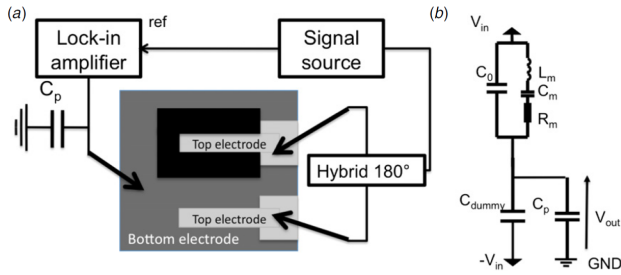 (a)
Lock-in
amplifier
ref
Signal
source
Cp
Top electrode
Hybrid 180°
Top electrode
Bottom electrode
(b)
Vin
C0
Lm
Cm
Rm
Cdummy
Cp
Vout
-Vin
GND